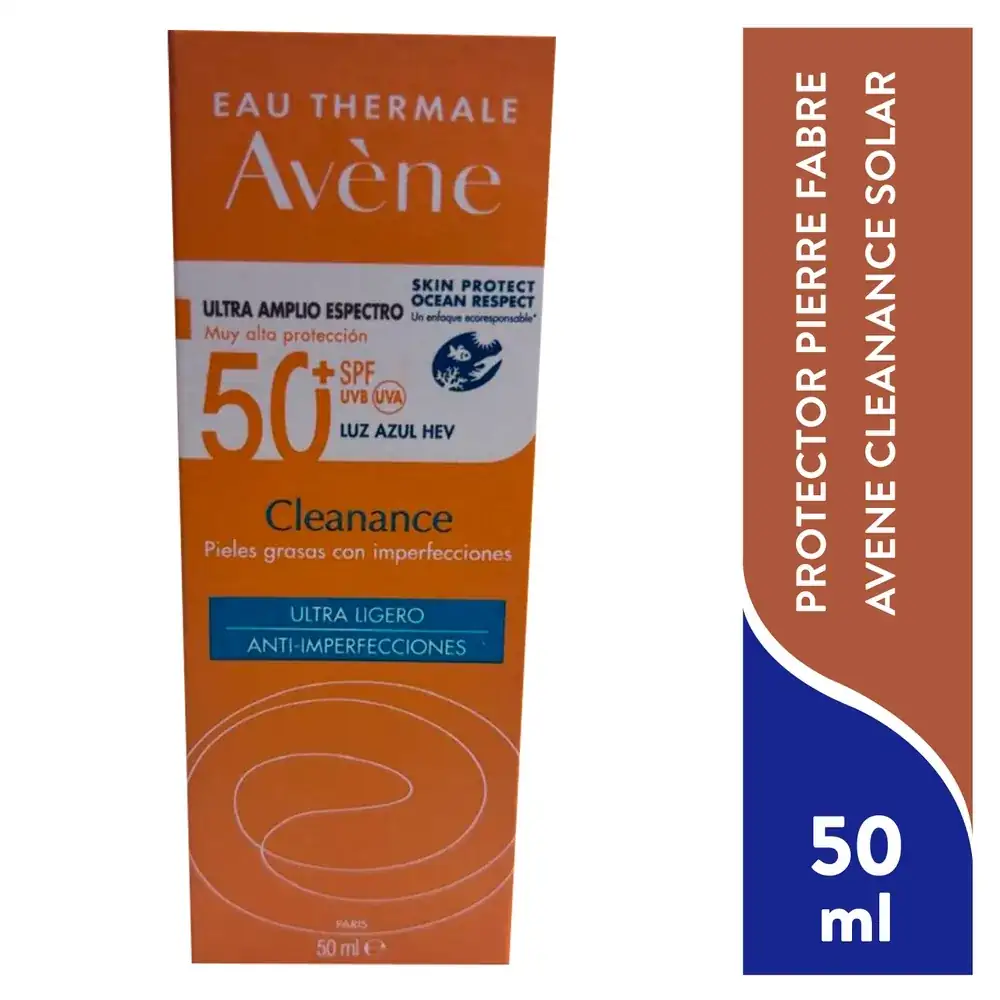 EAU THERMALE
Avène
ULTRA AMPLIO ESPECTRO
Muy alta protección
50+ SPF
UVB UVA
LUZ AZUL HEV
SKIN PROTECT
OCEAN RESPECT
Un enfoque ecoresponsable*
Cleanance
Pieles grasas con imperfecciones
ULTRA LIGERO
ANTI-IMPERFECCIONES
PARIS
50 ml e
PROTECTOR PIERRE FABRE
AVENE CLEANANCE SOLAR
50
ml